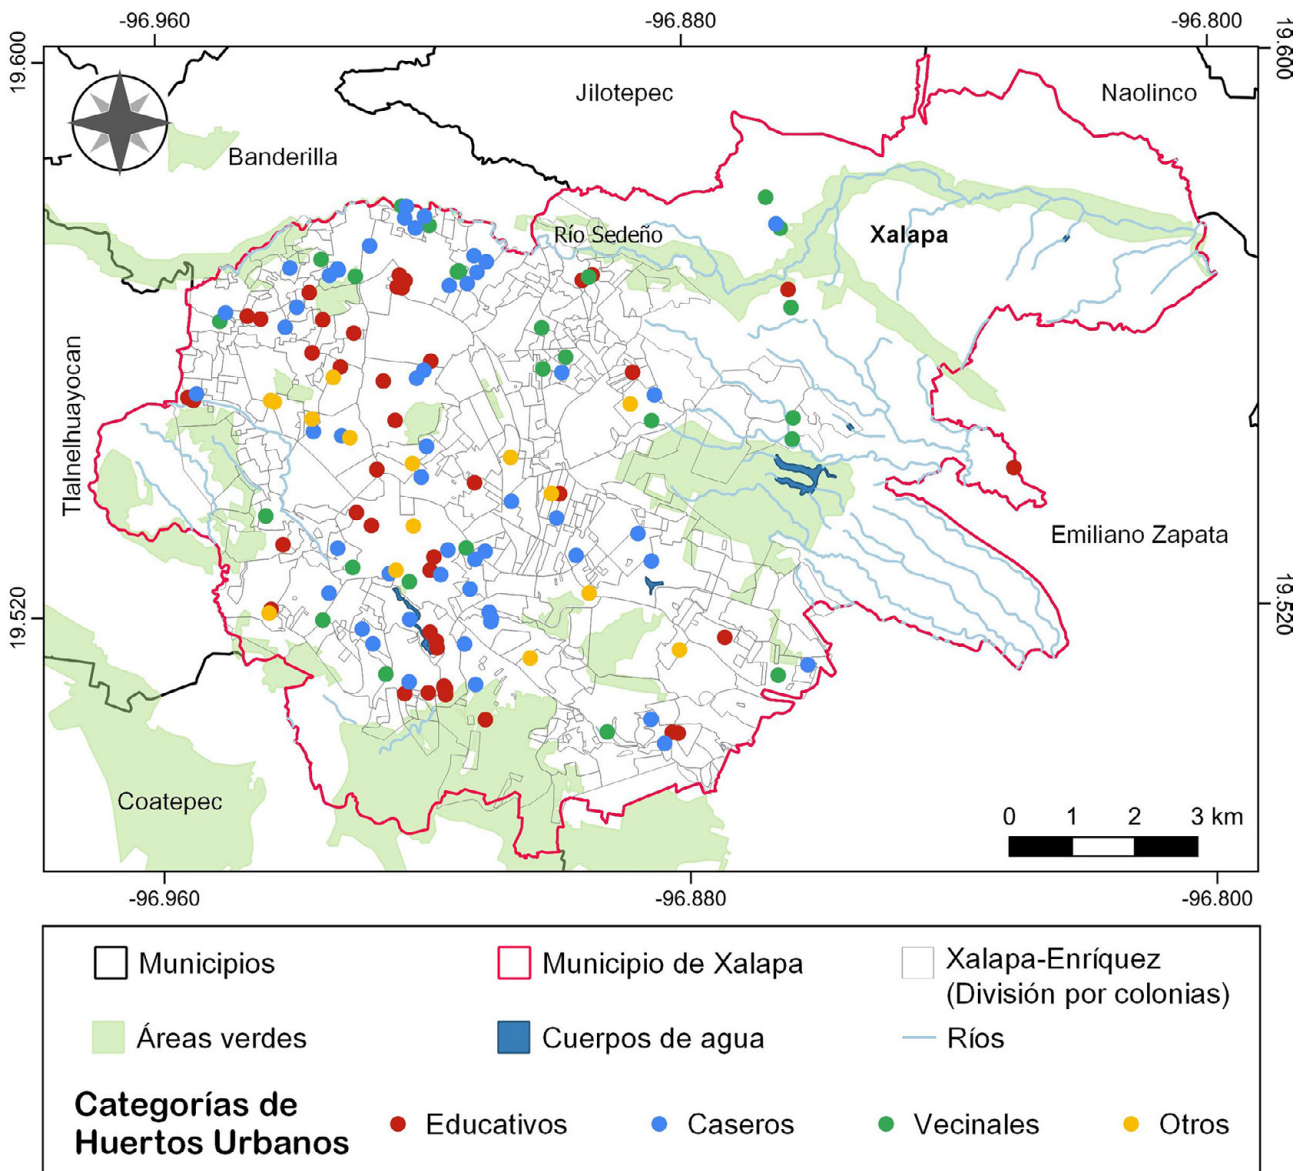 -96.960
-96.880
-96.800
19.600
19.600
Jilotepec
Naolinco
Banderilla
Río Sedeño
Xalapa
Tlalnelhuayocan
Emiliano Zapata
19.520
19.520
Coatepec
0 1 2 3 km
-96.960
-96.880
-96.800
Municipios
Municipio de Xalapa
Xalapa-Enríquez
(División por colonias)
Áreas verdes
Cuerpos de agua
Ríos
Categorías de
Huertos Urbanos
Educativos
Caseros
Vecinales
Otros